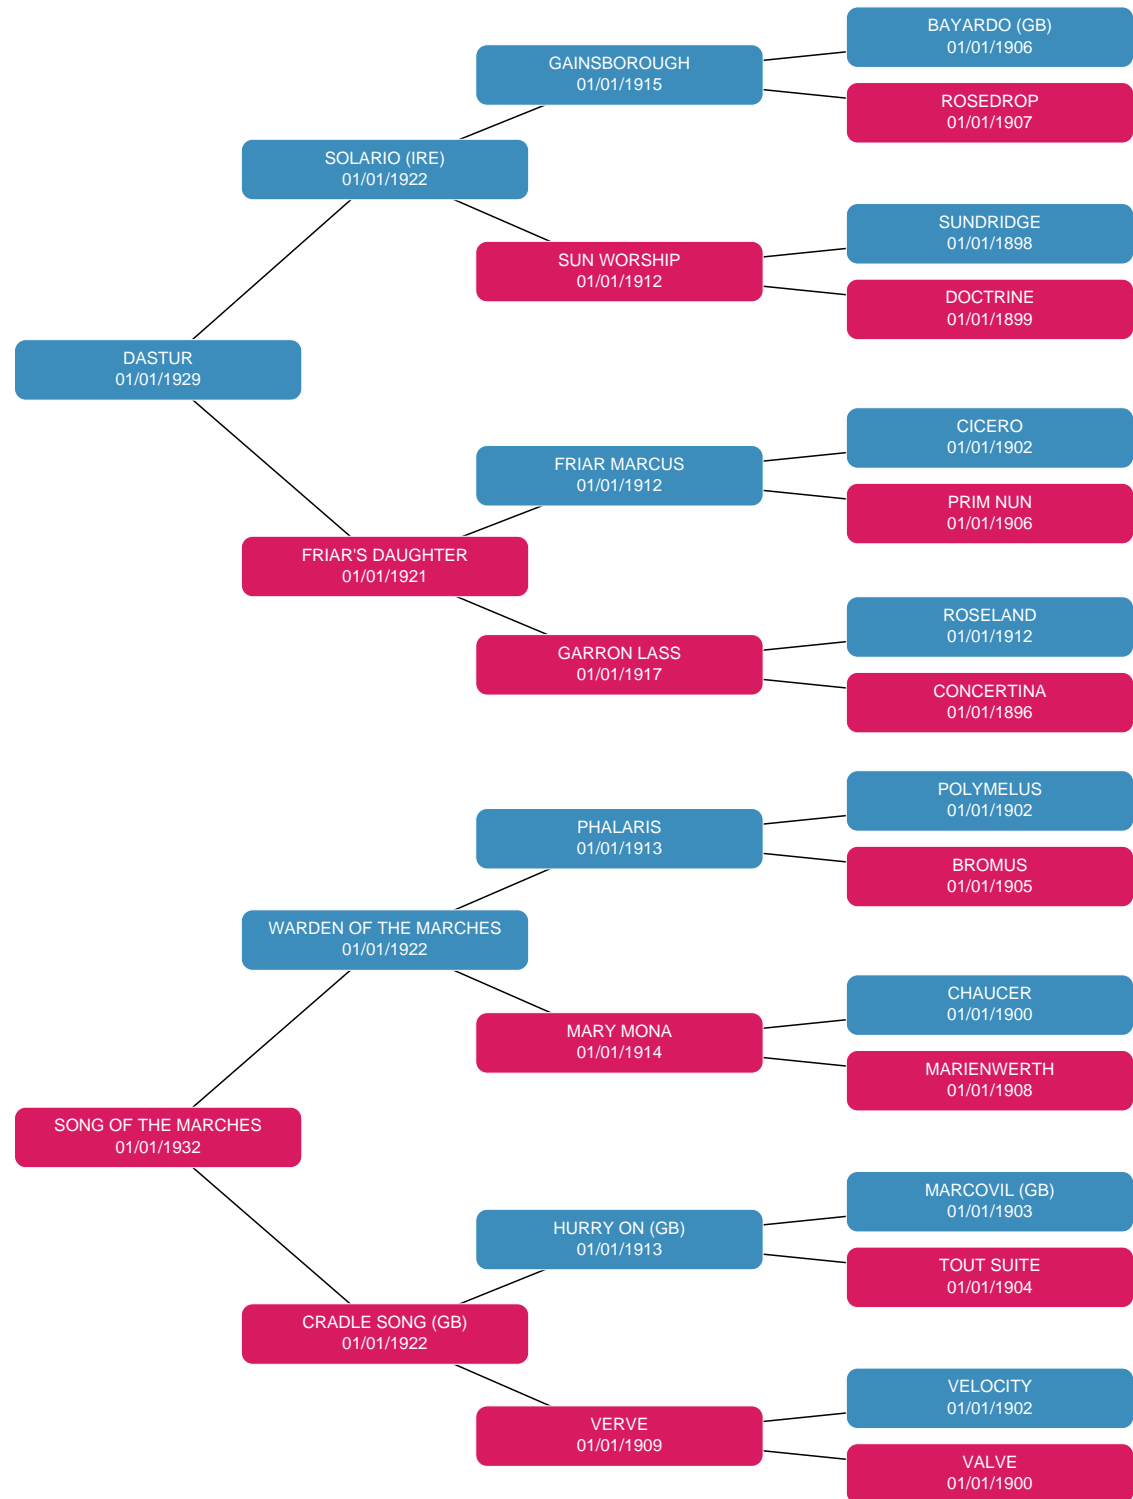 BAYARDO (GB)
01/01/1906
GAINSBOROUGH
01/01/1915
ROSEDROP
01/01/1907
SOLARIO (IRE)
01/01/1922
SUNDRIDGE
01/01/1898
SUN WORSHIP
01/01/1912
DOCTRINE
01/01/1899
DASTUR
01/01/1929
CICERO
01/01/1902
FRIAR MARCUS
01/01/1912
PRIM NUN
01/01/1906
FRIAR'S DAUGHTER
01/01/1921
ROSELAND
01/01/1912
GARRON LASS
01/01/1917
CONCERTINA
01/01/1896
POLYMELUS
01/01/1902
PHALARIS
01/01/1913
BROMUS
01/01/1905
WARDEN OF THE MARCHES
01/01/1922
CHAUCER
01/01/1900
MARY MONA
01/01/1914
MARIENWERTH
01/01/1908
SONG OF THE MARCHES
01/01/1932
MARCOVIL (GB)
01/01/1903
HURRY ON (GB)
01/01/1913
TOUT SUITE
01/01/1904
CRADLE SONG (GB)
01/01/1922
VELOCITY
01/01/1902
VERVE
01/01/1909
VALVE
01/01/1900